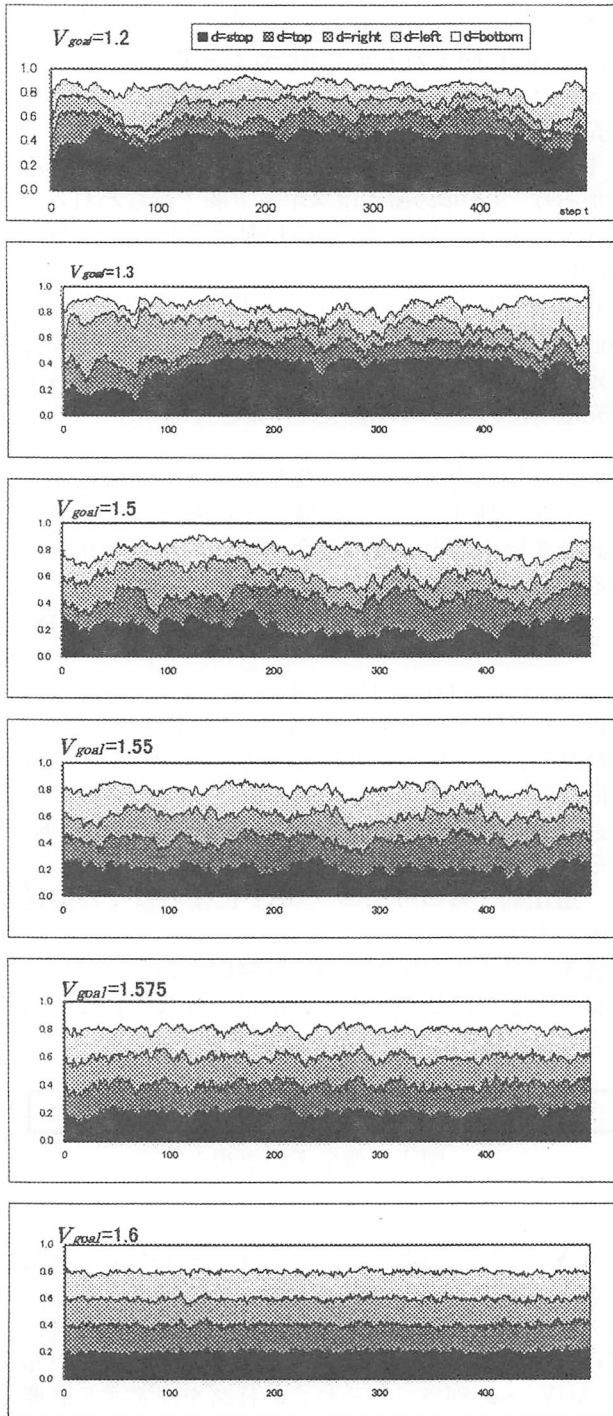 V goal=1.2
d=stop d=top d=right d=left d=bottom
1.0
0.8
0.6
0.4
0.2
0.0
0 100 200 300 400
step t
V goal=1.3
1.0
0.8
0.6
0.4
0.2
0.0
0 100 200 300 400
V goal=1.5
1.0
0.8
0.6
0.4
0.2
0.0
0 100 200 300 400
V goal=1.55
1.0
0.8
0.6
0.4
0.2
0.0
0 100 200 300 400
V goal=1.575
1.0
0.8
0.6
0.4
0.2
0.0
0 100 200 300 400
V goal=1.6
1.0
0.8
0.6
0.4
0.2
0.0
0 100 200 300 400